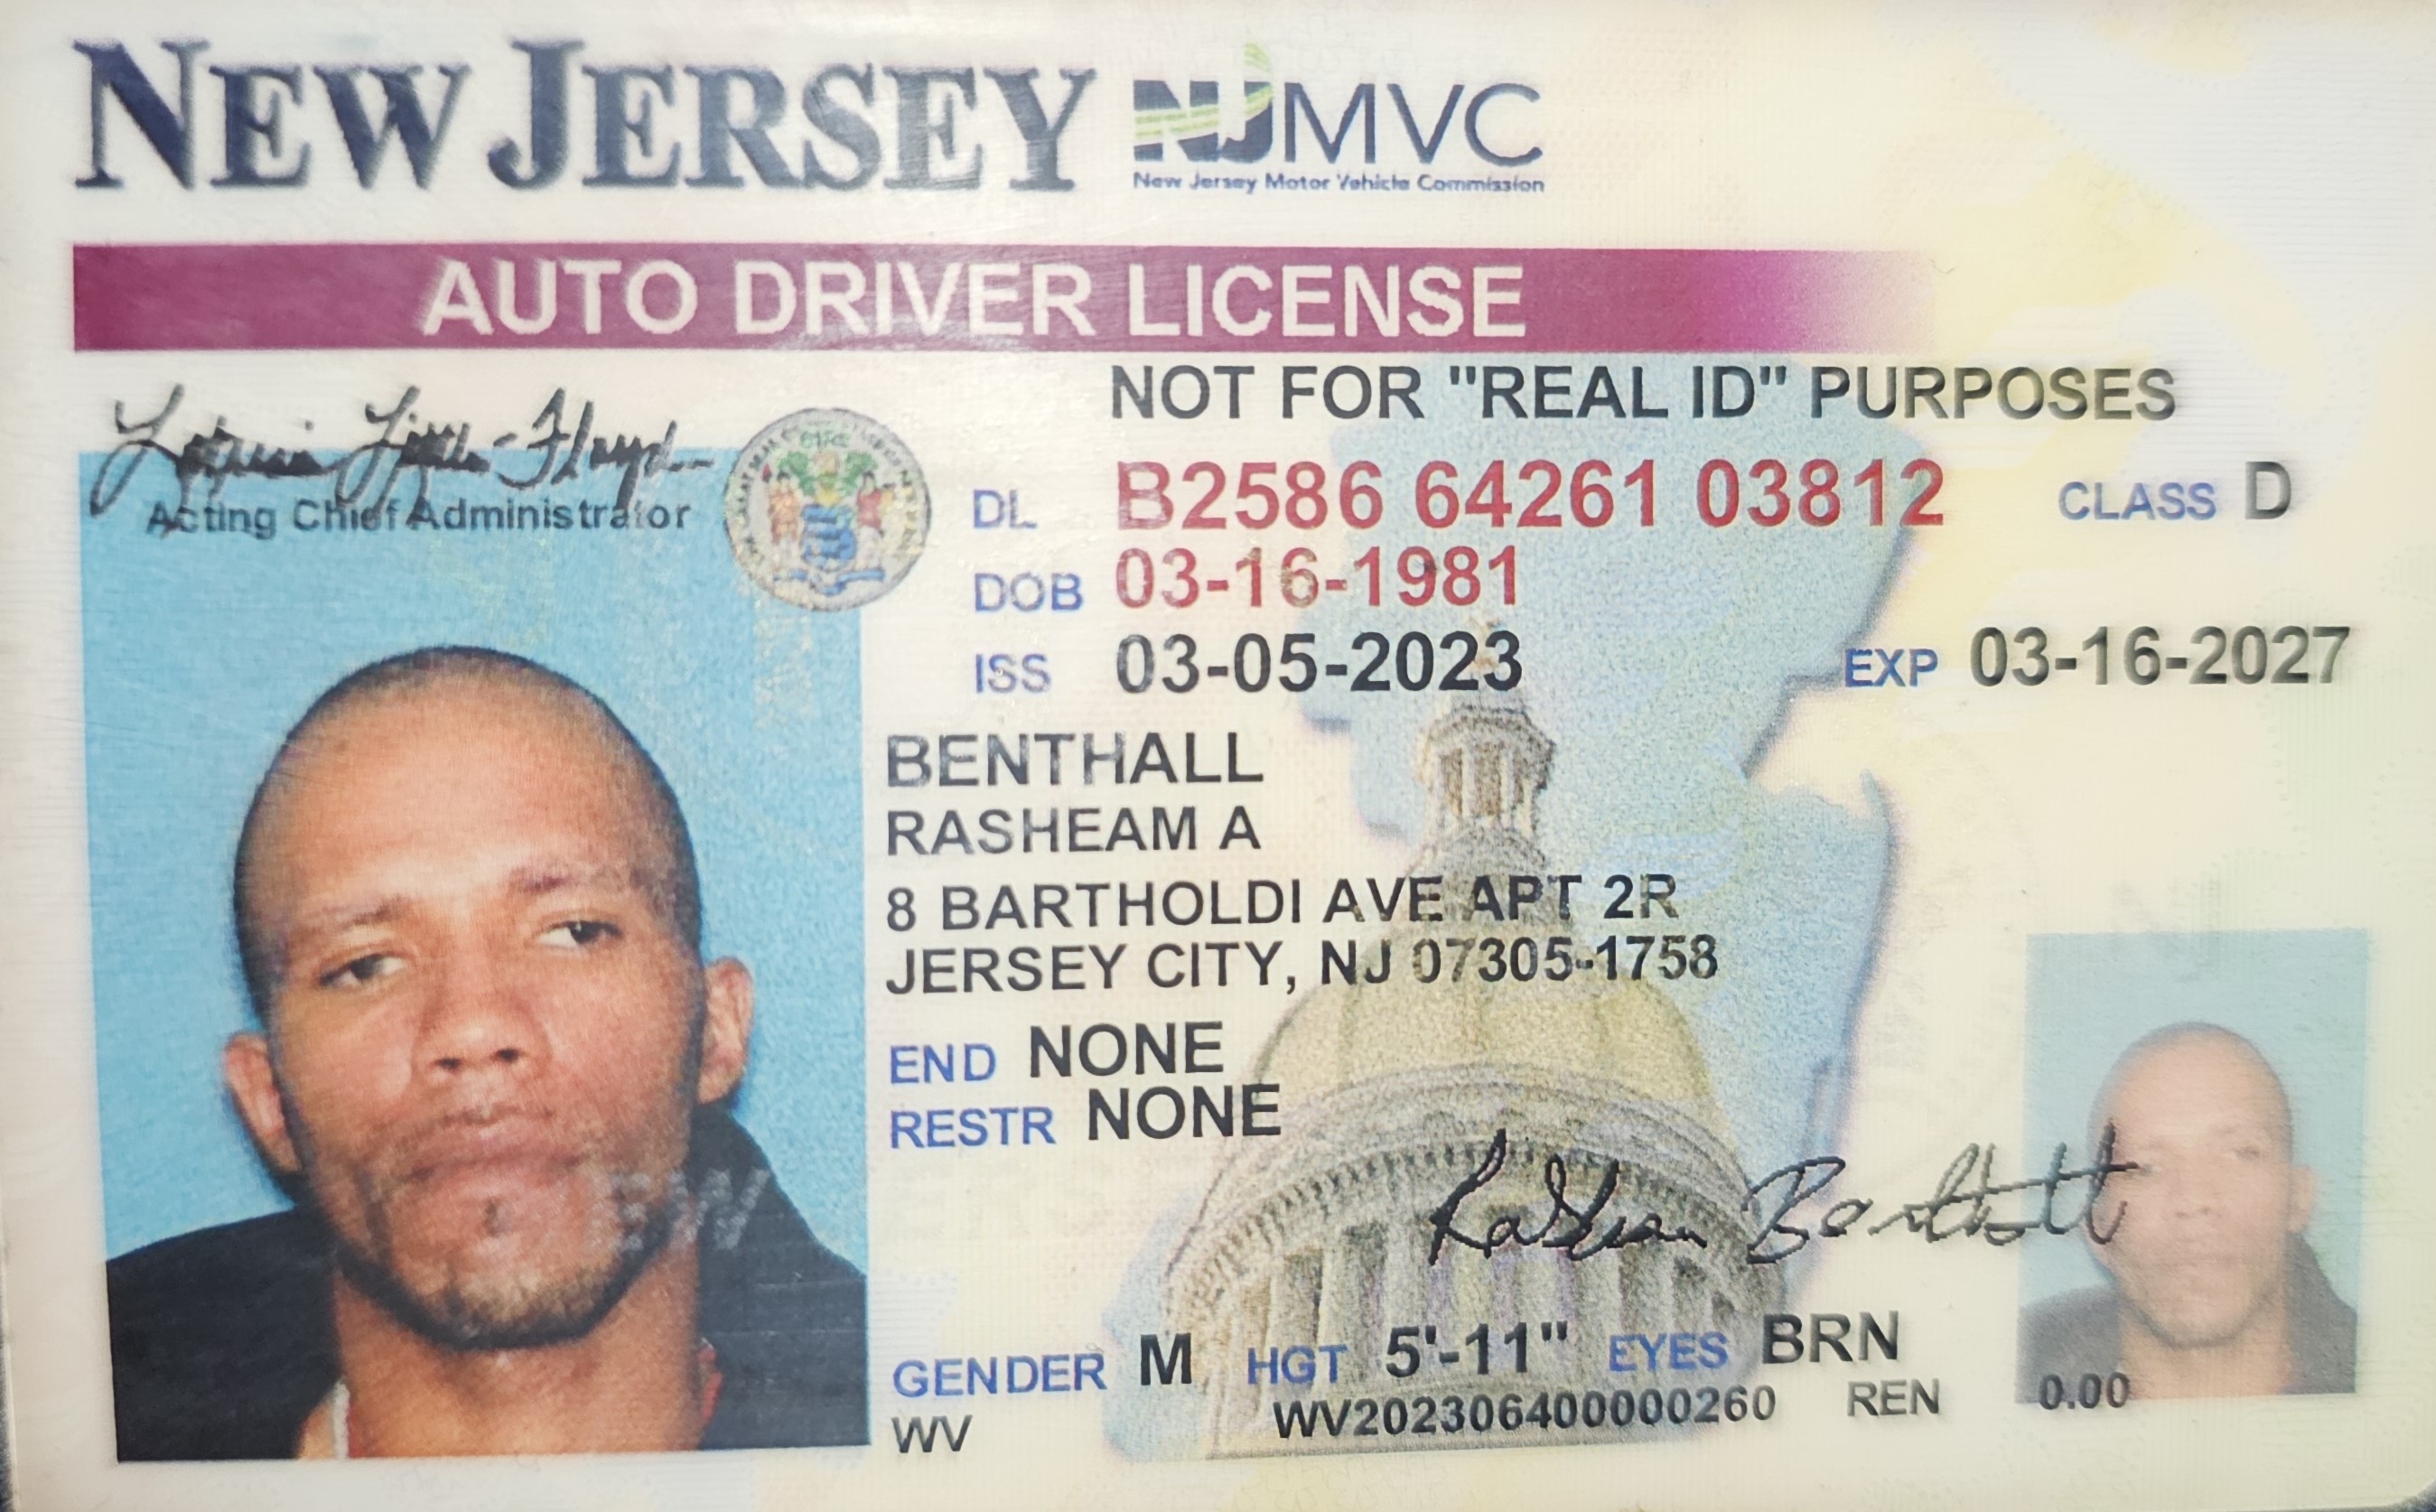 NEW JERSEY NJMVC
New Jersey Motor Vehicle Commission
AUTO DRIVER LICENSE
NOT FOR "REAL ID" PURPOSES
Acting Chief Administrator
DL B2586 64261 03812 CLASS D
DOB 03-16-1981
ISS 03-05-2023 EXP 03-16-2027
BENTHALL
RASHEAM A
8 BARTHOLDI AVE APT 2R
JERSEY CITY, NJ 07305-1758
END NONE
RESTR NONE
GENDER M HGT 5'-11" EYES BRN
WV WV202306400000260 REN 0.00